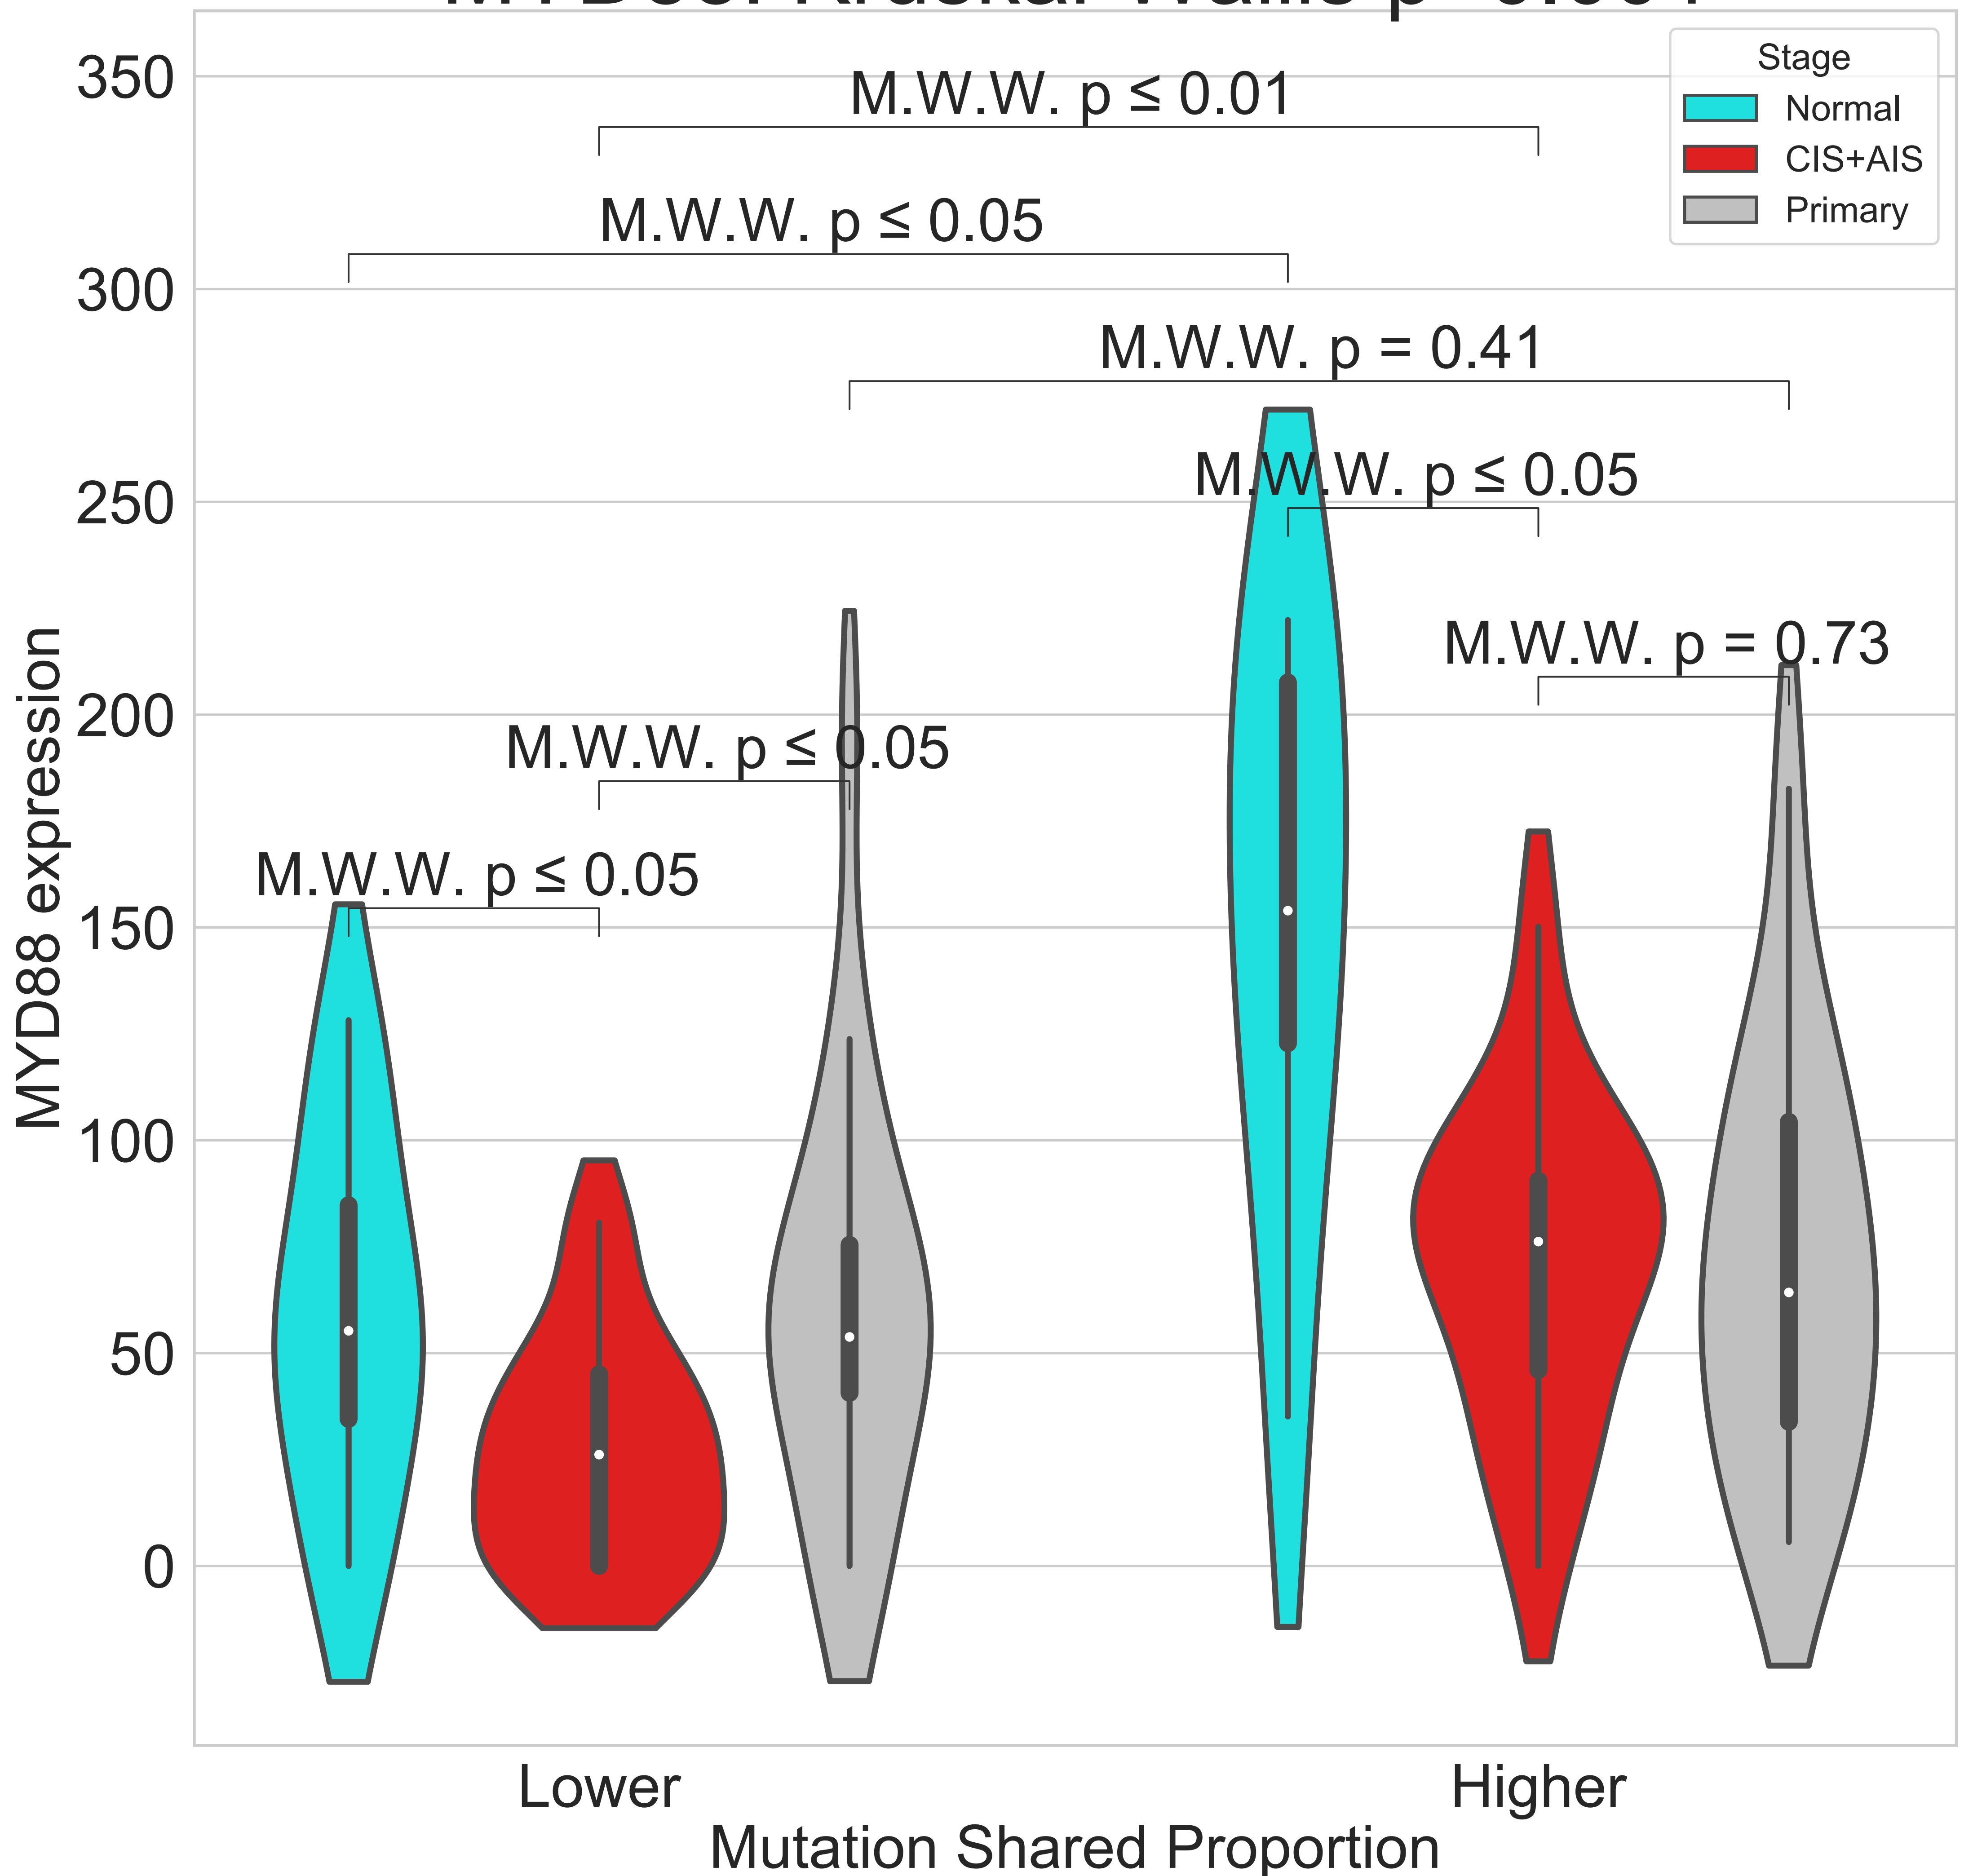 350
300
250
200
150
100
50
0
MYD88 expression
M.W.W. p ≤ 0.01
M.W.W. p ≤ 0.05
M.W.W. p = 0.41
M.W.W. p ≤ 0.05
M.W.W. p = 0.73
M.W.W. p ≤ 0.05
M.W.W. p ≤ 0.05
Stage
Normal
CIS+AIS
Primary
Lower
Higher
Mutation Shared Proportion